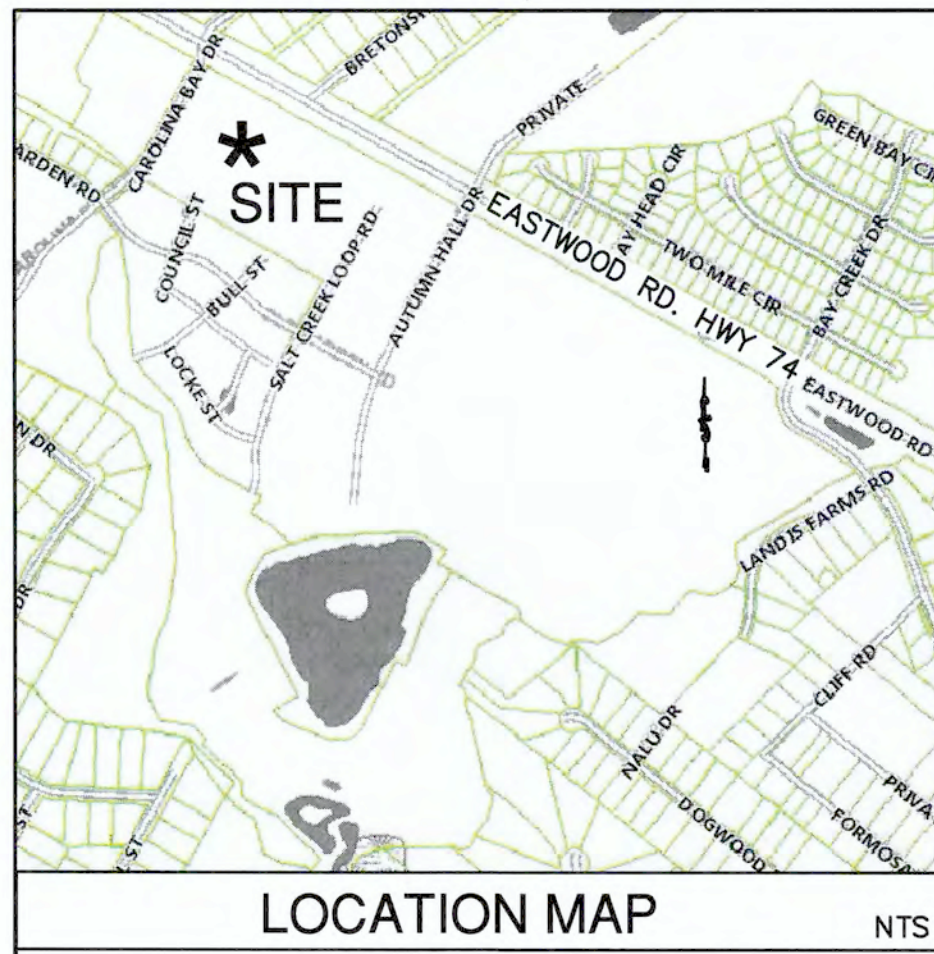 CAROLINA BAY DR
PRIVATE
GREEN BAY
ARDEN RD
SITE
COUNCIL ST
BULL ST
SALT CREEK LOOP RD
AUTUMN HALL DR
EASTWOOD RD. HWY 74
AY HEAD CIR
TWO MILE CIR
BAY CREEK DR
EASTWOOD RD
LOCKE ST
ON DR
LANDIS FARMS RD
DR
CLIFF RD
NALU DR
DOGWOOD
PRIVA
FORMOSA
ST
L ST
LOCATION MAP
NTS